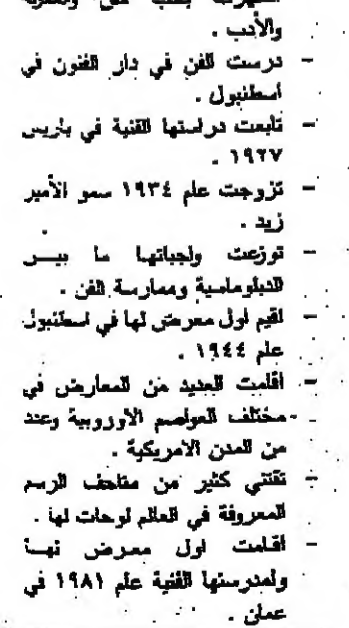 والأدب .
- درست الفن في دار الفنون في
اسطنبول .
- تابعت دراستها الفنية في باريس
١٩٢٧ .
- تزوجت عام ١٩٣٤ سمو الأمير
زيد .
- توزعت واجباتها ما بيــن
الدبلوماسية وممارسة الفن .
- اقيم اول معرض لها في اسطنبول
عام ١٩٤٤ .
- أقامت العديد من المعارض في
مختلف العواصم الاوروبية وعدد
من المدن الامريكية .
- تقتني كثير من متاحف الرسم
المعروفة في العالم لوحات لها .
- أقامت اول معرض لهــا
ولمدرستها الفنية عام ١٩٨١ في
عمان .